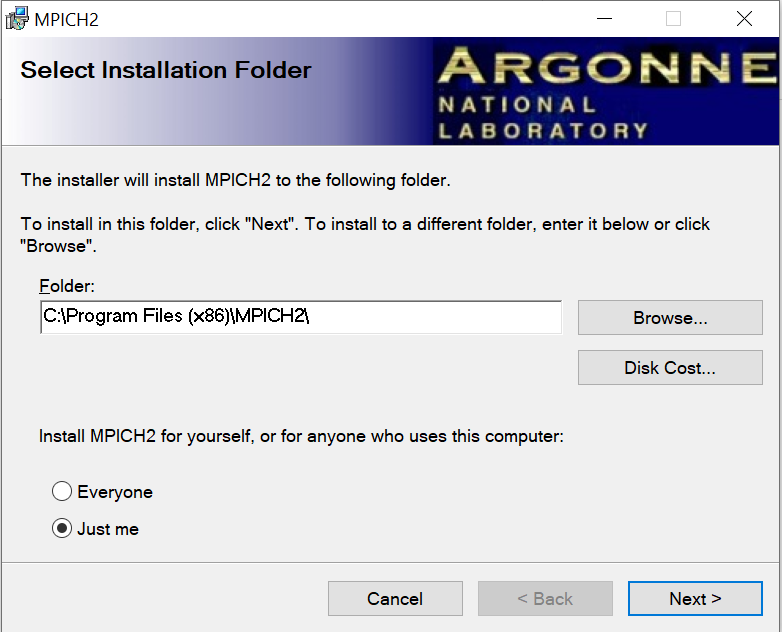 MPICH2
Select Installation Folder
ARGONNE
NATIONAL
LABORATORY
The installer will install MPICH2 to the following folder.
To install in this folder, click "Next". To install to a different folder, enter it below or click
"Browse".
Folder:
C:\Program Files (x86)\MPICH2\
Browse...
Disk Cost...
Install MPICH2 for yourself, or for anyone who uses this computer:
Everyone
Just me
Cancel
< Back
Next >